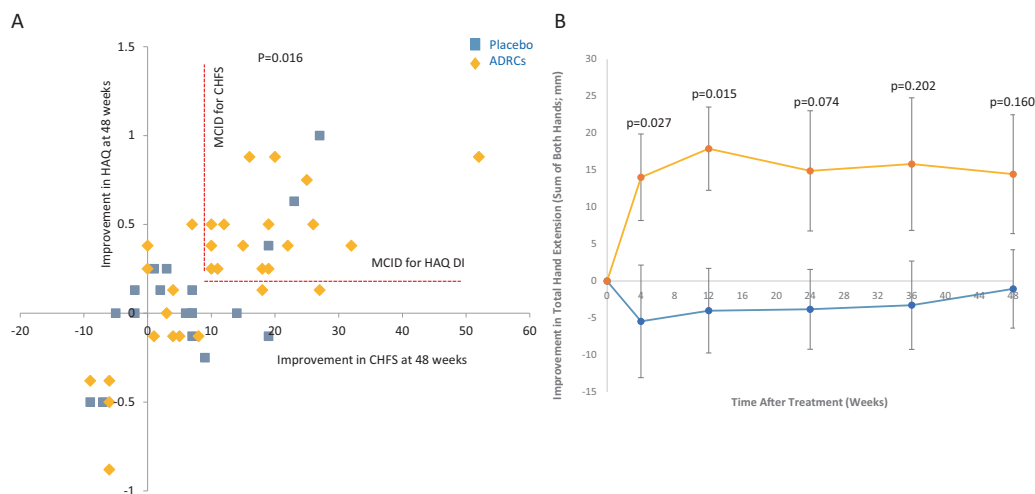 A
Improvement in HAQ at 48 weeks
1.5
1
0.5
0
-0.5
-1
-20
-10
0
10
20
30
40
50
60
Improvement in CHFS at 48 weeks
MCID for CHFS
P=0.016
MCID for HAQ DI
Placebo
ADRCs
B
Improvement in Total Hand Extension (Sum of Both Hands; mm)
30
25
20
15
10
5
0
-5
-10
-15
p=0.027
p=0.015
p=0.074
p=0.202
p=0.160
0 4 8 12 16 20 24 28 32 36 40 44 48
Time After Treatment (Weeks)